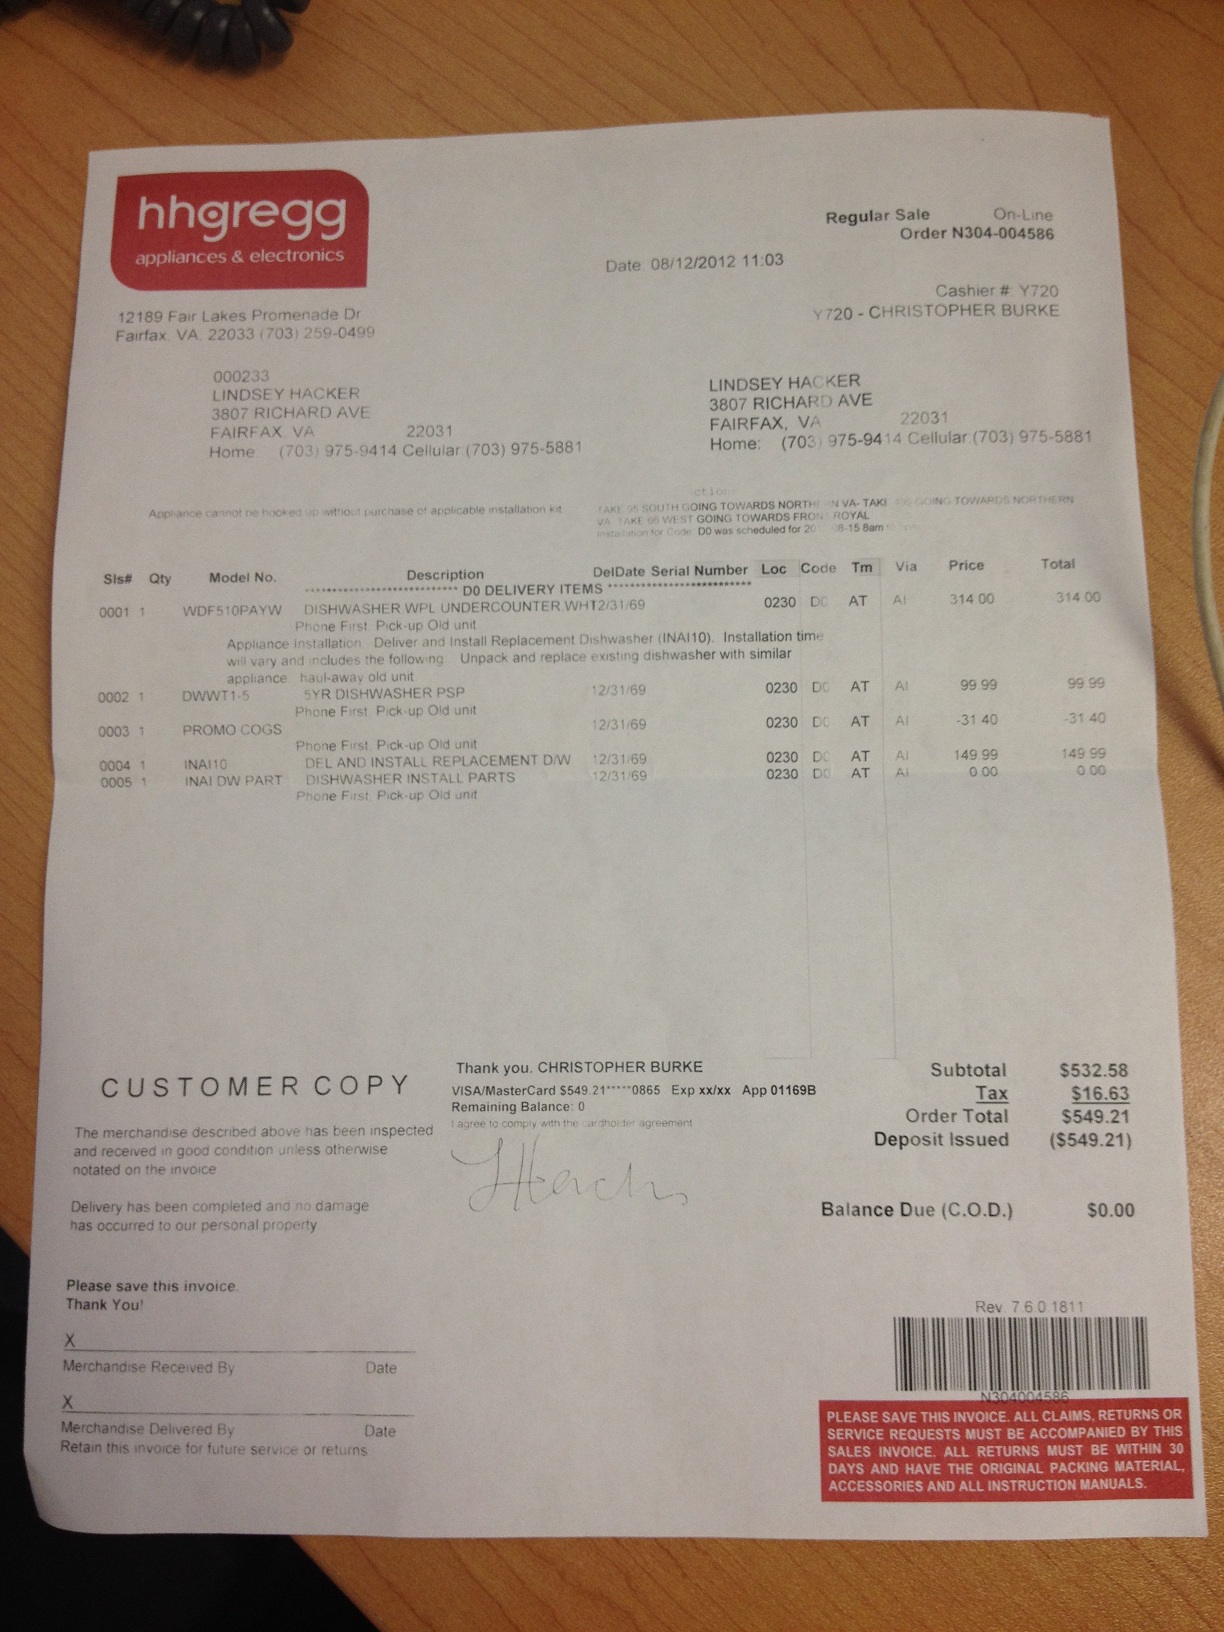 hhgregg
appliances & electronics
Regular Sale On-Line
Order N304-004586
Date 08/12/2012 11:03
Cashier # Y720
Y720 - CHRISTOPHER BURKE
12189 Fair Lakes Promenade Dr.
Fairfax, VA 22033 (703) 259-0499
000233
LINDSEY HACKER
3807 RICHARD AVE
FAIRFAX, VA 22031
Home (703) 975-9414 Cellular (703) 975-5881
LINDSEY HACKER
3807 RICHARD AVE
FAIRFAX, VA 22031
Home: (703) 975-9414 Cellular (703) 975-5881
Appliance cannot be hooked up without purchase of applicable installation kit
TAKE 95 SOUTH GOING TOWARDS NORTHERN VA- TAKE GOING TOWARDS NORTHERN
VA TAKE 66 WEST GOING TOWARDS FRONT ROYAL
Installation for Code: D0 was scheduled for
Sls# Qty Model No. Description DelDate Serial Number Loc Code Tm Via Price Total
D0 DELIVERY ITEMS
0001 1 WDF510PAYW DISHWASHER WPL UNDERCOUNTER WHT 12/31/69 0230 D0 AT AI 314.00 314.00
Phone First Pick-up Old unit
Appliance Installation Deliver and Install Replacement Dishwasher (INAI10). Installation time
will vary and includes the following Unpack and replace existing dishwasher with similar
appliance haul-away old unit
0002 1 DWWT1-5 5YR DISHWASHER PSP 12/31/69 0230 D0 AT AI 99.99 99.99
Phone First Pick-up Old unit
0003 1 PROMO COGS 12/31/69 0230 D0 AT AI -31.40 -31.40
Phone First Pick-up Old unit
0004 1 INAI10 DEL AND INSTALL REPLACEMENT D/W 12/31/69 0230 D0 AT AI 149.99 149.99
0005 1 INAI DW PART DISHWASHER INSTALL PARTS 12/31/69 0230 D0 AT AI 0.00 0.00
Phone First Pick-up Old unit
CUSTOMER COPY
The merchandise described above has been inspected
and received in good condition unless otherwise
notated on the invoice
Delivery has been completed and no damage
has occurred to our personal property
Please save this invoice.
Thank You!
X
Merchandise Received By Date
X
Merchandise Delivered By Date
Retain this invoice for future service or returns
Thank you, CHRISTOPHER BURKE
VISA/MasterCard $549.21****0865 Exp xx/xx App 01169B
Remaining Balance: 0
I agree to comply with the cardholder agreement
Subtotal $532.58
Tax $16.63
Order Total $549.21
Deposit Issued ($549.21)
Balance Due (C.O.D.) $0.00
Rev 7.6.0.1811
N304004586
PLEASE SAVE THIS INVOICE. ALL CLAIMS, RETURNS OR
SERVICE REQUESTS MUST BE ACCOMPANIED BY THIS
SALES INVOICE. ALL RETURNS MUST BE WITHIN 30
DAYS AND HAVE THE ORIGINAL PACKING MATERIAL,
ACCESSORIES AND ALL INSTRUCTION MANUALS.